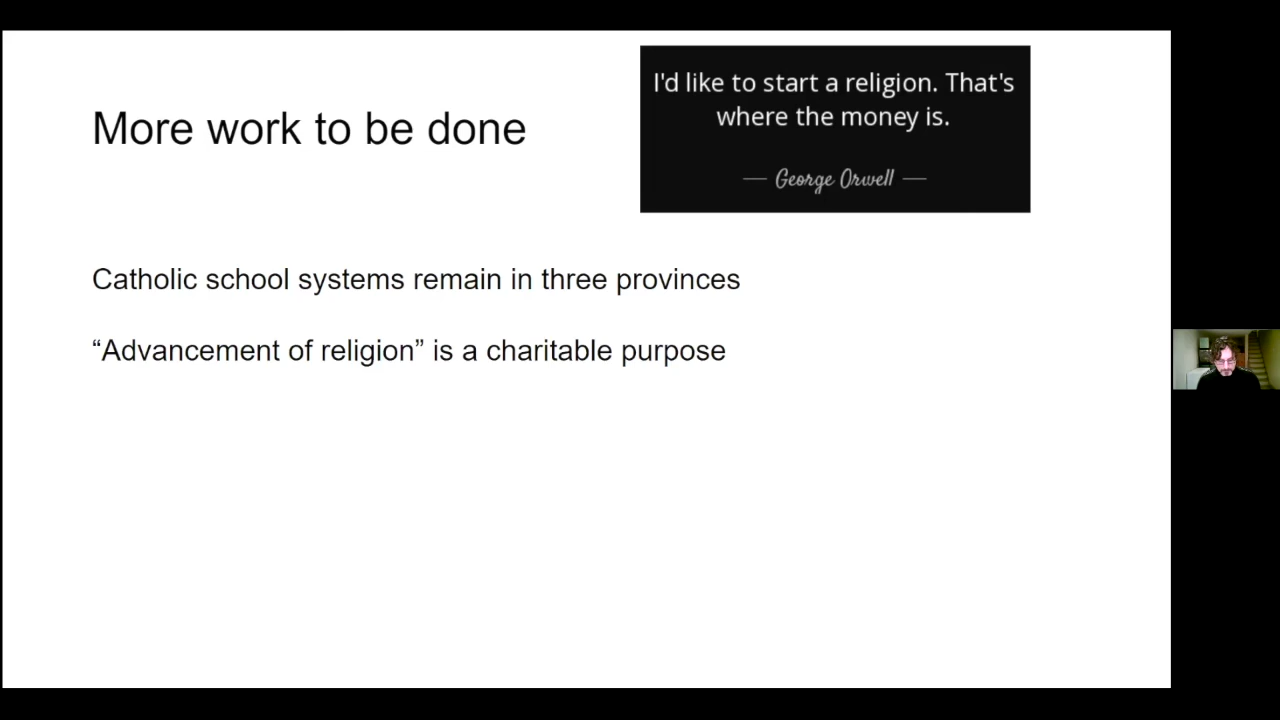 More work to be done
I'd like to start a religion. That's
where the money is.
— George Orwell —
Catholic school systems remain in three provinces
“Advancement of religion” is a charitable purpose